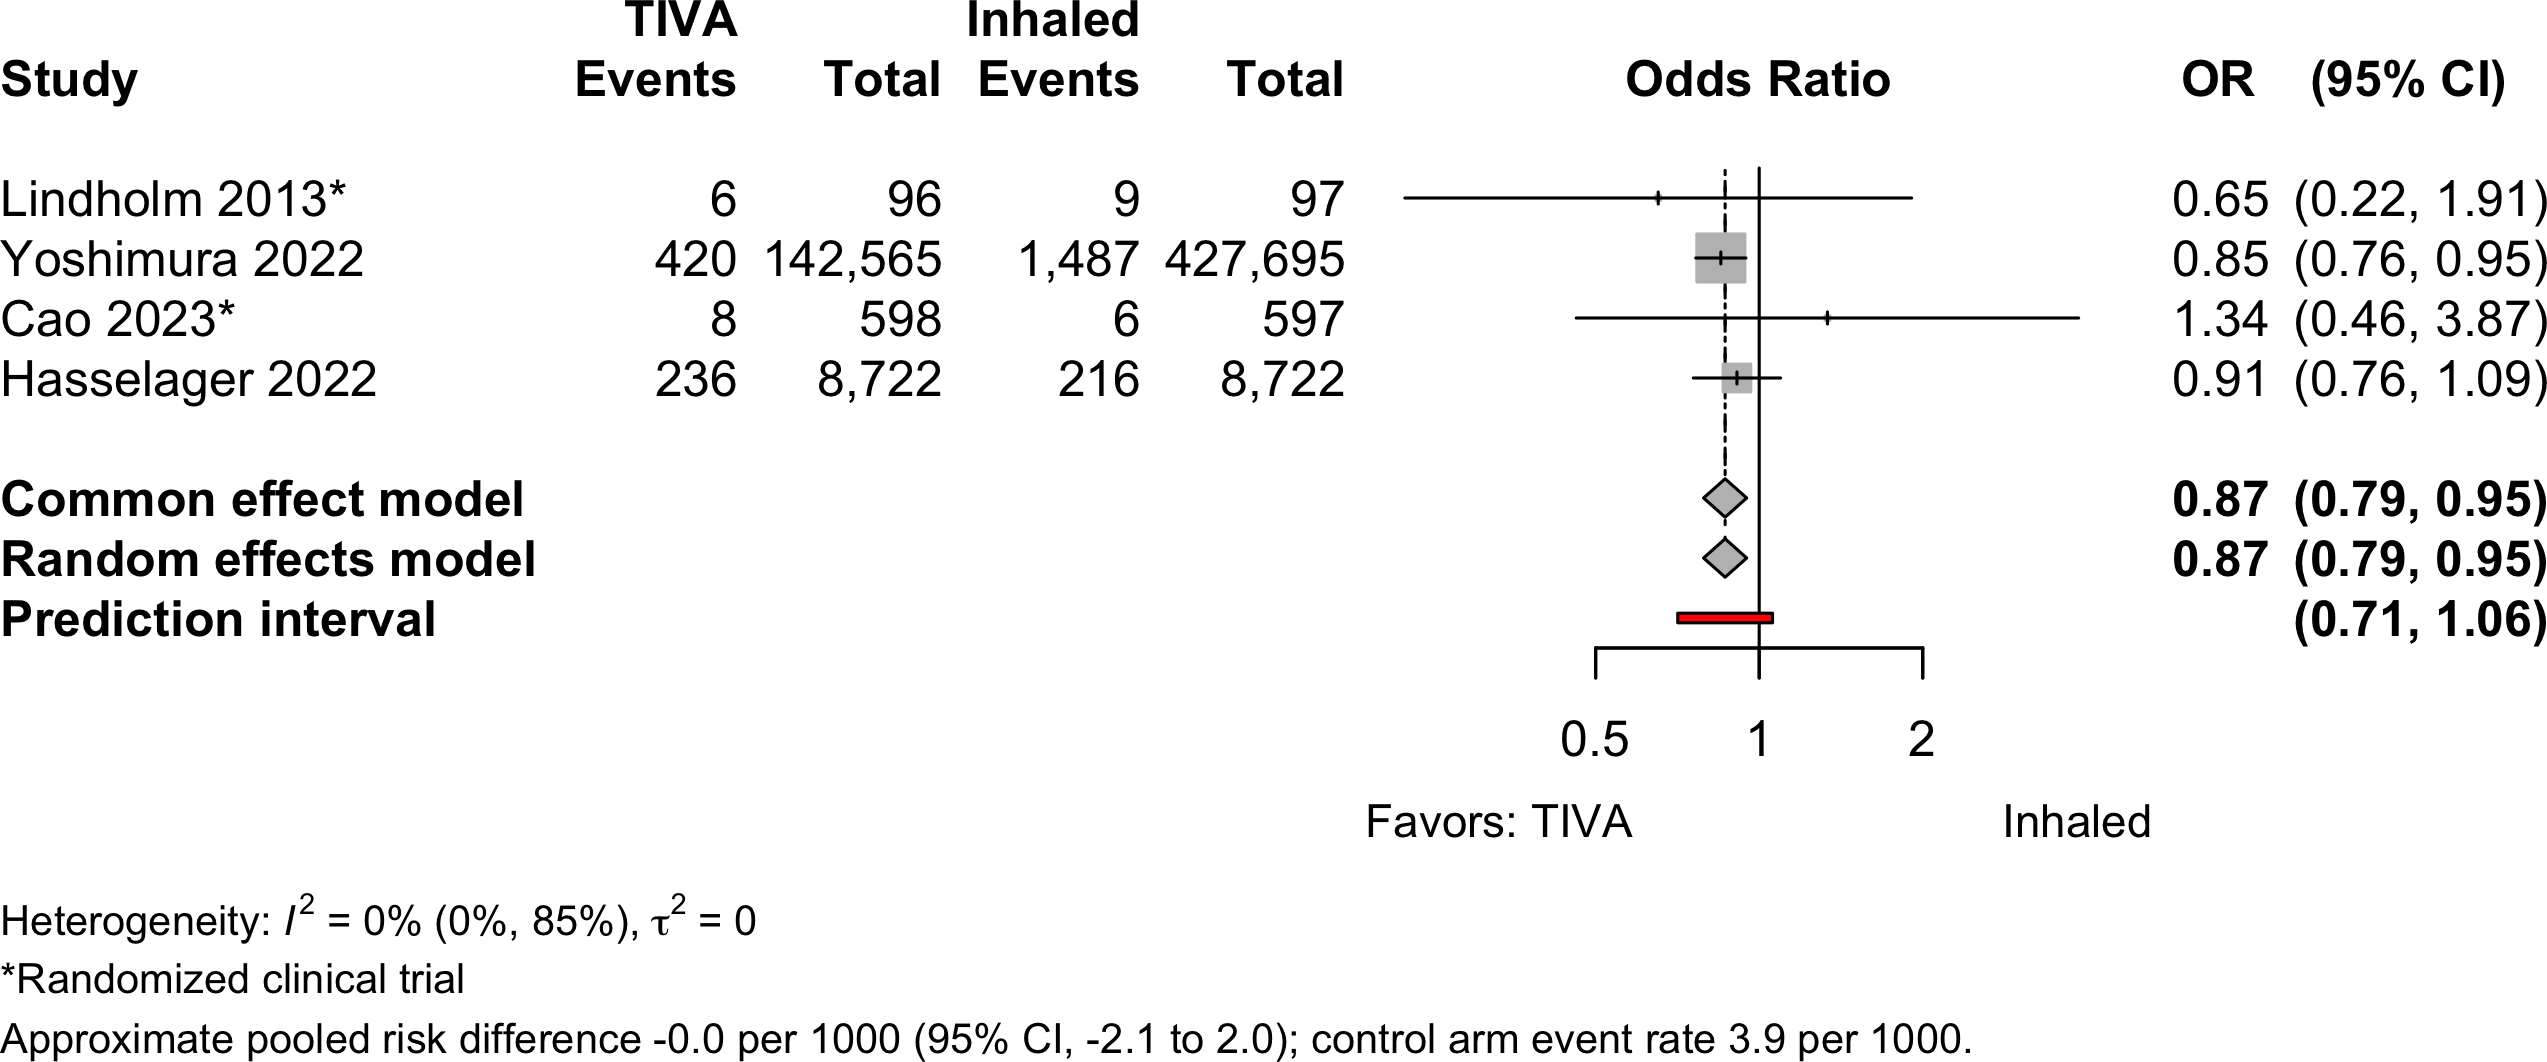 TIVA Inhaled
Study Events Total Events Total Odds Ratio OR (95% CI)
Lindholm 2013* 6 96 9 97 0.65 (0.22, 1.91)
Yoshimura 2022 420 142,565 1,487 427,695 0.85 (0.76, 0.95)
Cao 2023* 8 598 6 597 1.34 (0.46, 3.87)
Hasselager 2022 236 8,722 216 8,722 0.91 (0.76, 1.09)
Common effect model 0.87 (0.79, 0.95)
Random effects model 0.87 (0.79, 0.95)
Prediction interval (0.71, 1.06)
0.5 1 2
Favors: TIVA Inhaled
Heterogeneity: I² = 0% (0%, 85%), τ² = 0
*Randomized clinical trial
Approximate pooled risk difference -0.0 per 1000 (95% CI, -2.1 to 2.0); control arm event rate 3.9 per 1000.